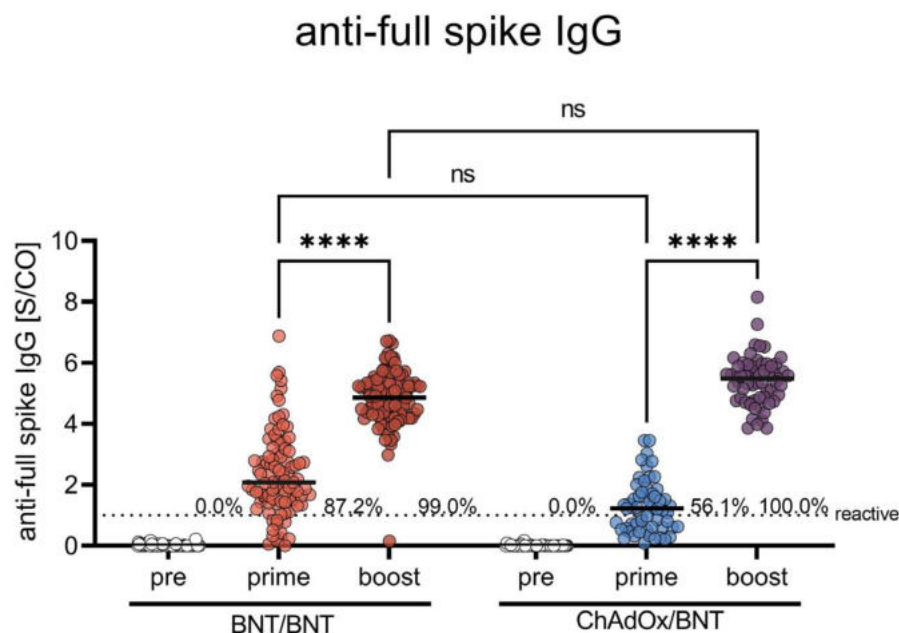 anti-full spike IgG
ns
ns
**** ****
anti-full spike IgG [S/CO]
10
8
6
4
2
0
0.0% 87.2% 99.0% 0.0% 56.1% 100.0% reactive
pre prime boost pre prime boost
BNT/BNT ChAdOx/BNT